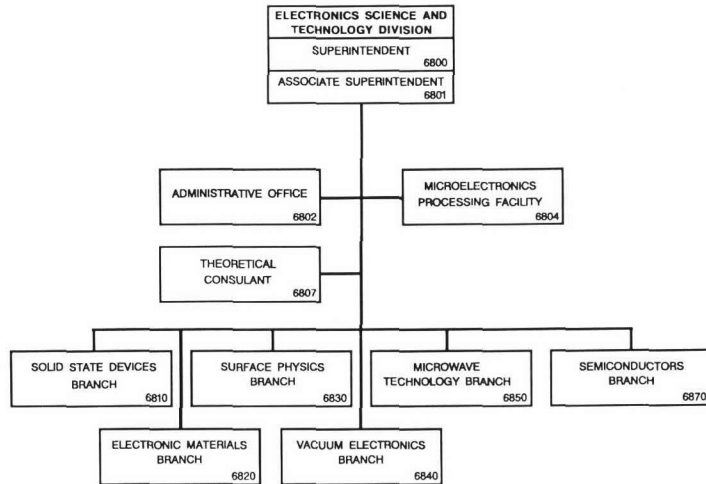 ELECTRONICS SCIENCE AND
TECHNOLOGY DIVISION
SUPERINTENDENT
6800
ASSOCIATE SUPERINTENDENT
6801
ADMINISTRATIVE OFFICE
6802
MICROELECTRONICS
PROCESSING FACILITY
6804
THEORETICAL
CONSULANT
6807
SOLID STATE DEVICES
BRANCH
6810
SURFACE PHYSICS
BRANCH
6830
MICROWAVE
TECHNOLOGY BRANCH
6850
SEMICONDUCTORS
BRANCH
6870
ELECTRONIC MATERIALS
BRANCH
6820
VACUUM ELECTRONICS
BRANCH
6840